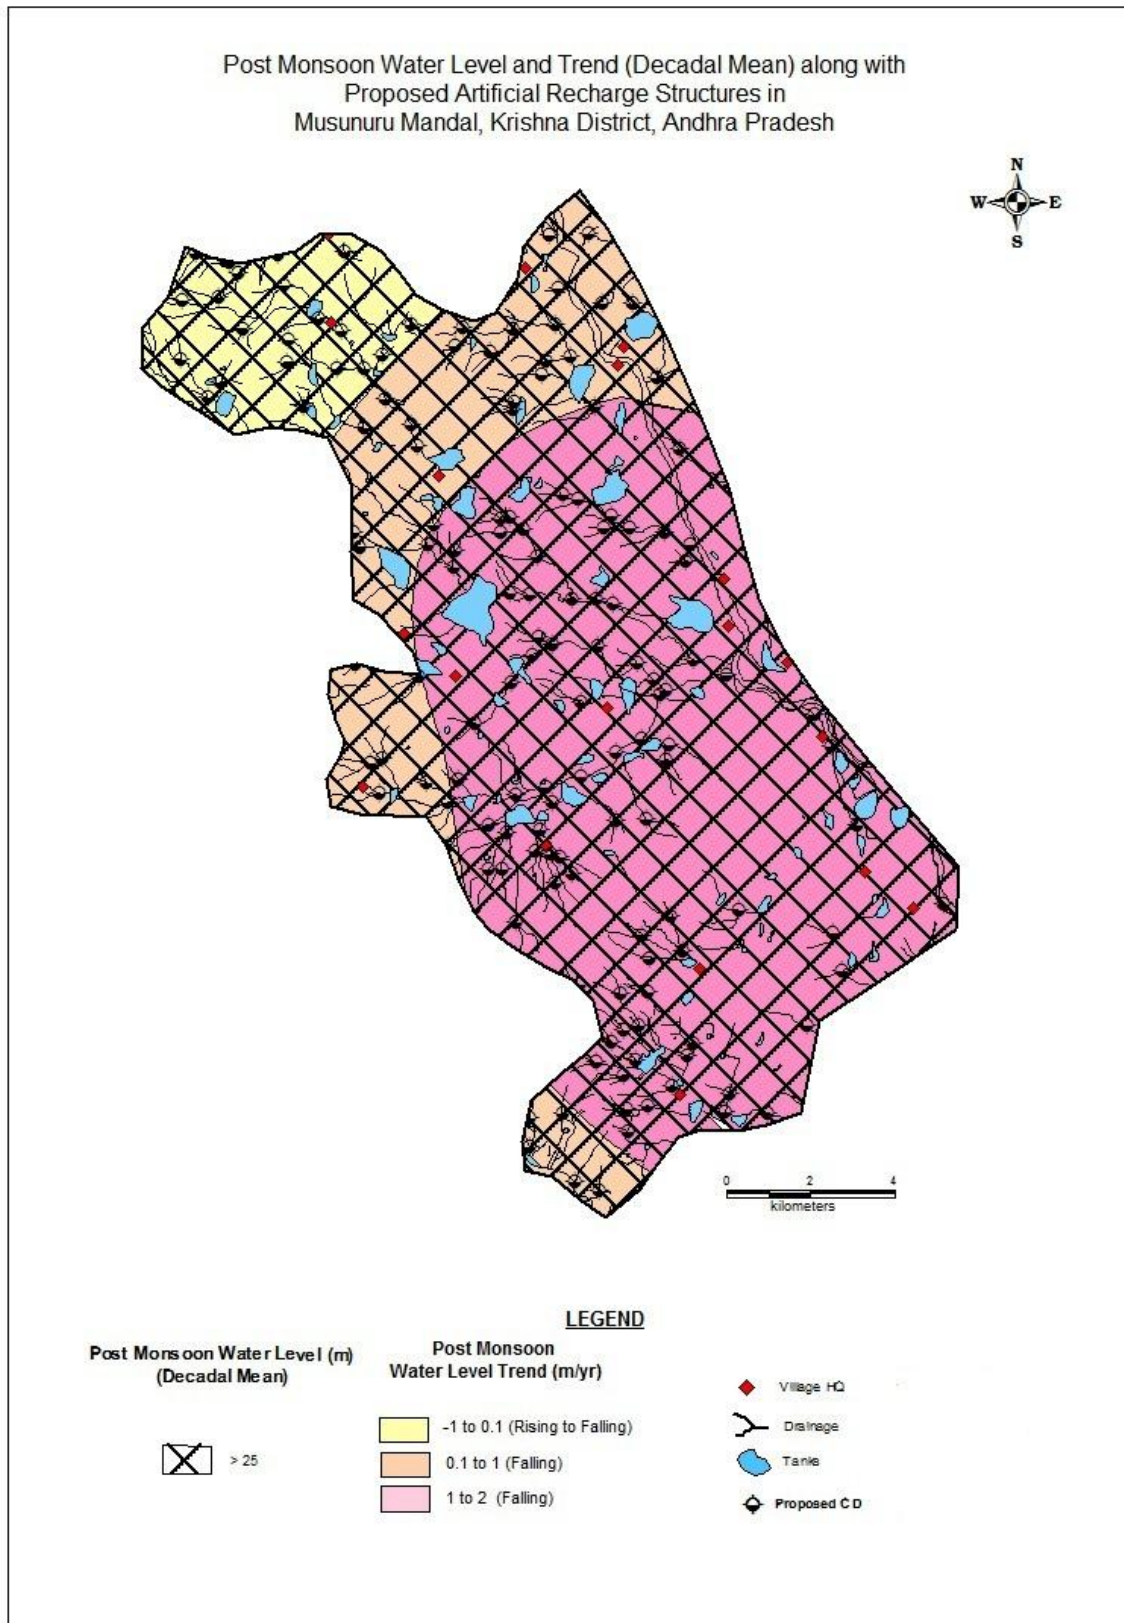 Post Monsoon Water Level and Trend (Decadal Mean) along with
Proposed Artificial Recharge Structures in
Musunuru Mandal, Krishna District, Andhra Pradesh
N
W E
S
0 2 4
kilometers
LEGEND
Post Monsoon Water Level (m)
(Decadal Mean)
> 25
Post Monsoon
Water Level Trend (m/yr)
-1 to 0.1 (Rising to Falling)
0.1 to 1 (Falling)
1 to 2 (Falling)
Village HQ
Drainage
Tanks
Proposed CD